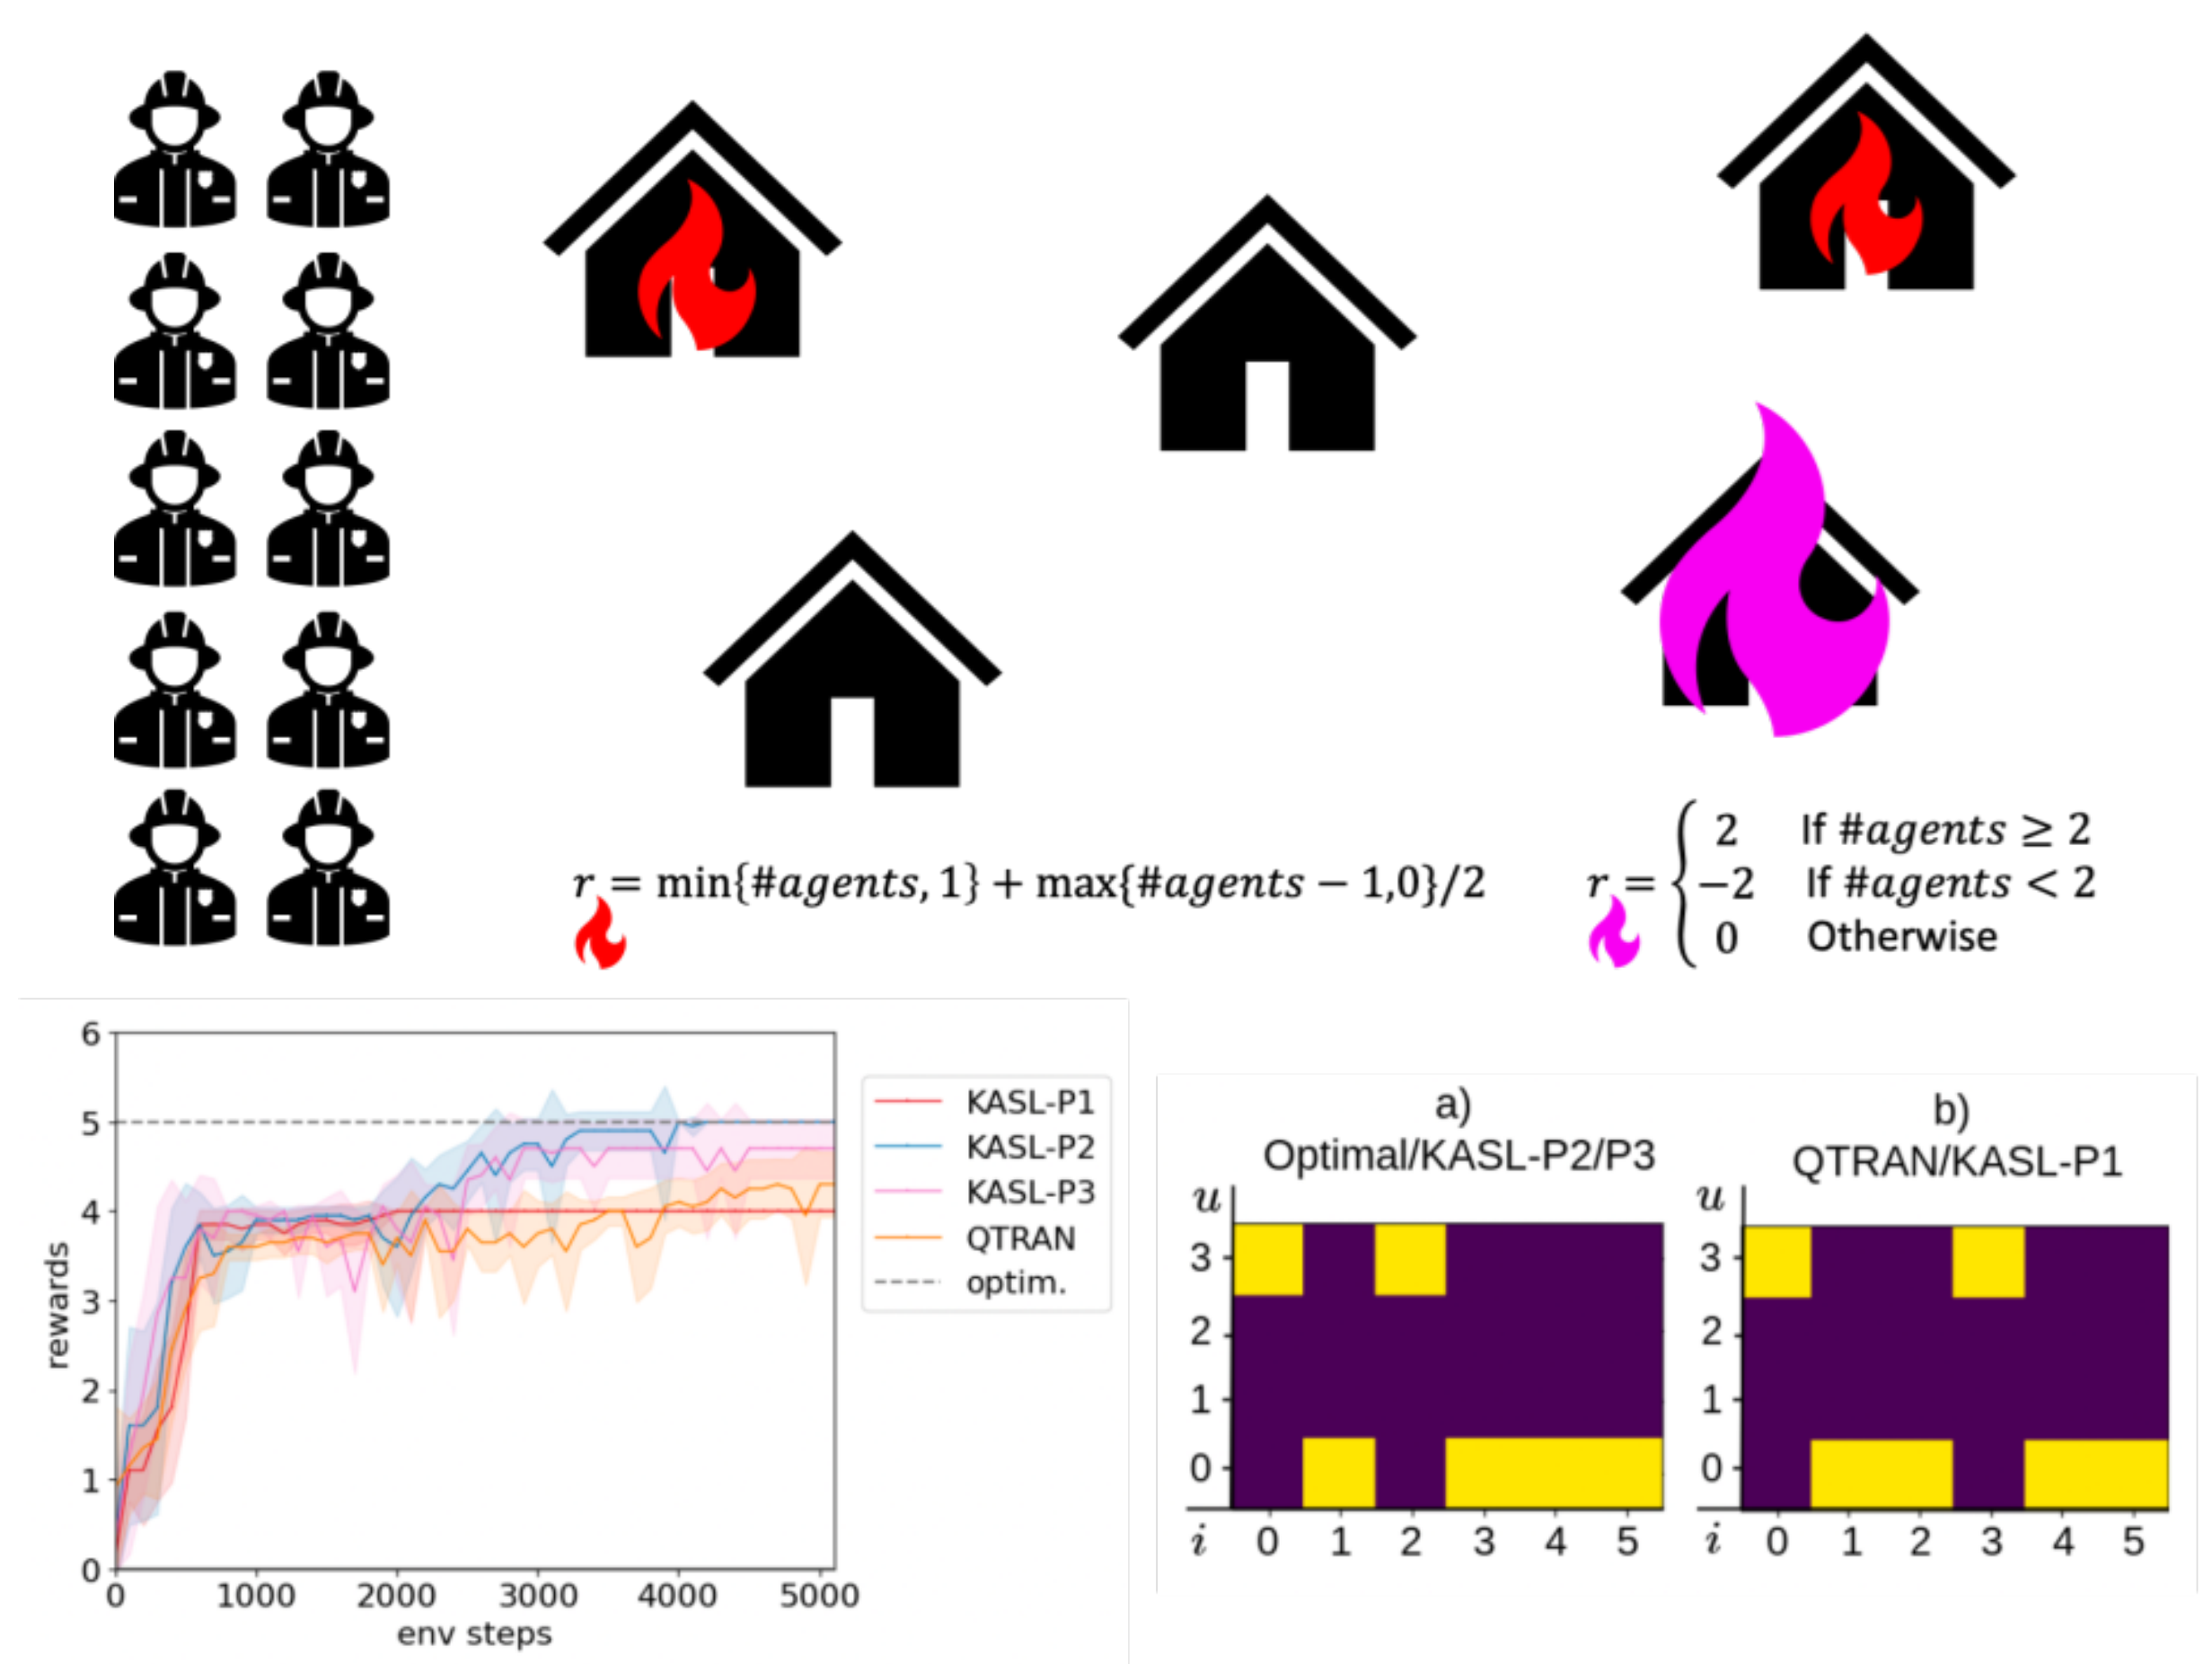 r = min{#agents, 1} + max{#agents − 1,0}/2
r = { 2 If #agents ≥ 2
−2 If #agents < 2
0 Otherwise
6
5
4
3
2
1
0
rewards
0 1000 2000 3000 4000 5000
env steps
KASL-P1
KASL-P2
KASL-P3
QTRAN
optim.
a)
Optimal/KASL-P2/P3
u
3
2
1
0
i 0 1 2 3 4 5
b)
QTRAN/KASL-P1
u
3
2
1
0
i 0 1 2 3 4 5